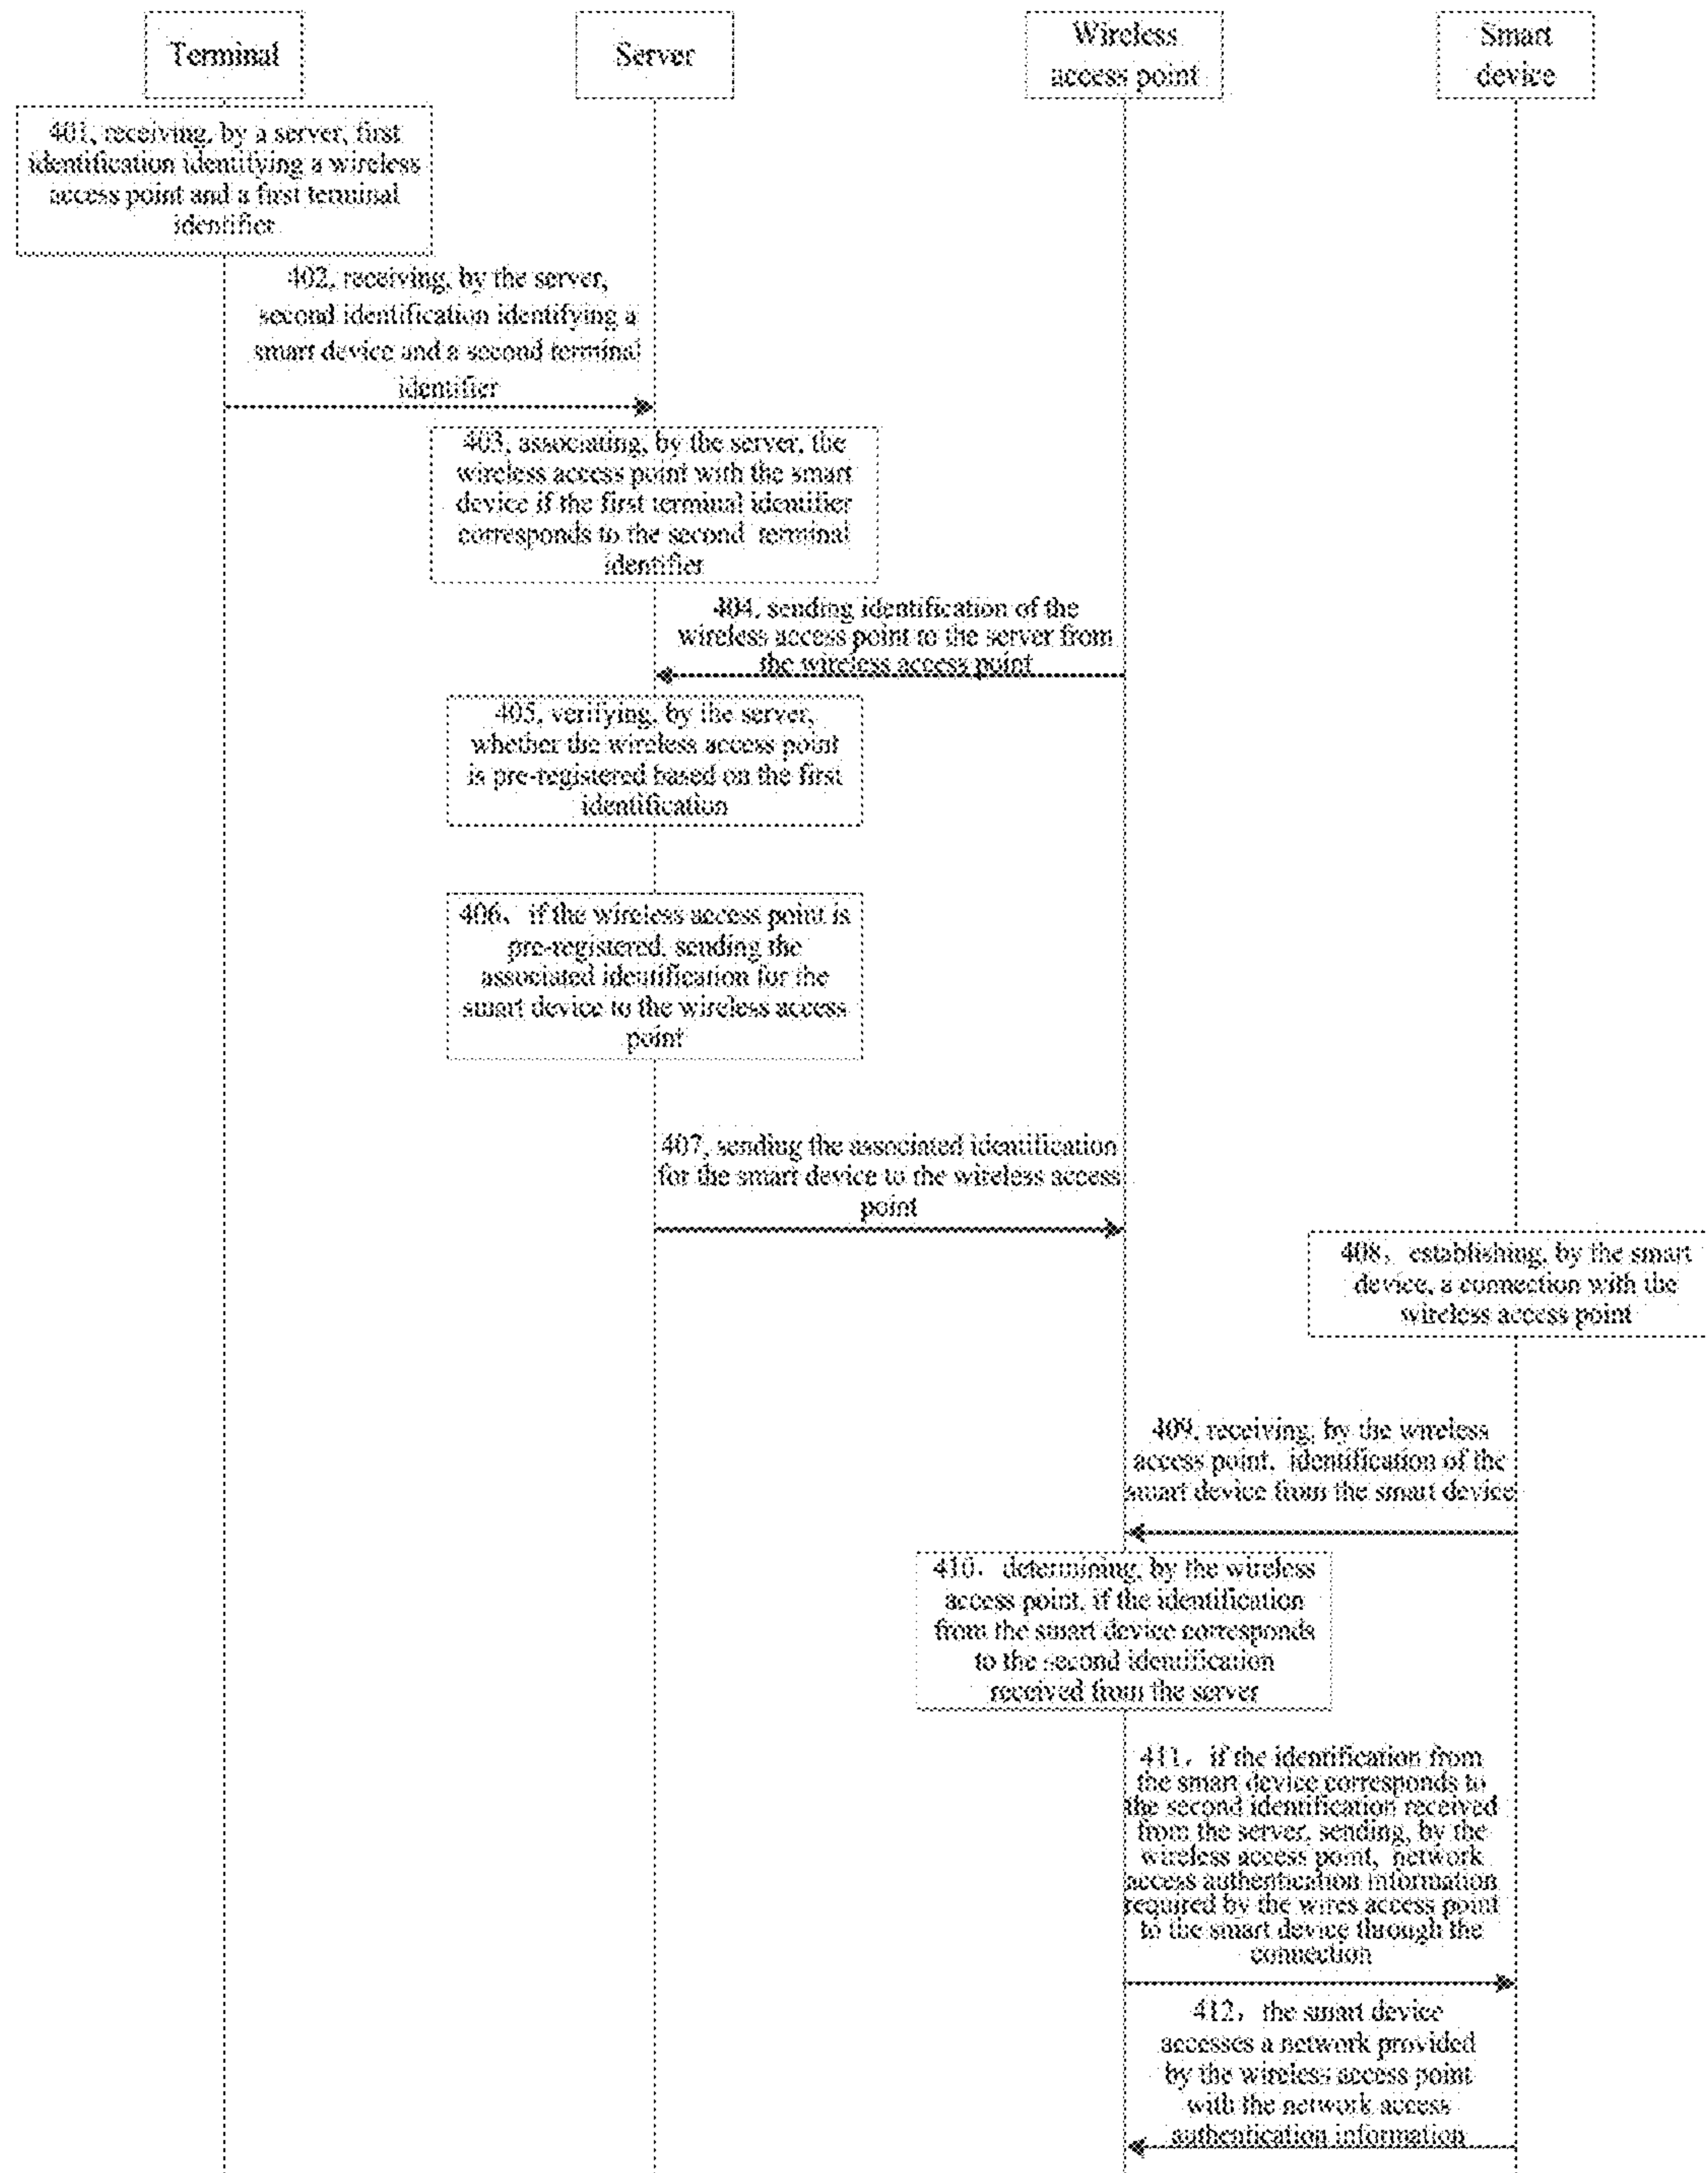 Terminal
Server
Wireless
access point
Smart
device
401, receiving, by a server, first
identification identifying a wireless
access point and a first terminal
identifier
402, receiving, by the server,
second identification identifying a
smart device and a second terminal
identifier
403, associating, by the server, the
wireless access point with the smart
device if the first terminal identifier
corresponds to the second terminal
identifier
404, sending identification of the
wireless access point to the server from
the wireless access point
405, verifying, by the server,
whether the wireless access point
is pre-registered based on the first
identification
406, if the wireless access point is
pre-registered, sending the
associated identification for the
smart device to the wireless access
point
407, sending the associated identification
for the smart device to the wireless access
point
408, establishing, by the smart
device, a connection with the
wireless access point
409, receiving, by the wireless
access point, identification of the
smart device from the smart device
410, determining, by the wireless
access point, if the identification
from the smart device corresponds
to the second identification
received from the server
411, if the identification from
the smart device corresponds to
the second identification received
from the server, sending, by the
wireless access point, network
access authentication information
required by the wires access point
to the smart device through the
connection
412, the smart device
accesses a network provided
by the wireless access point
with the network access
authentication information